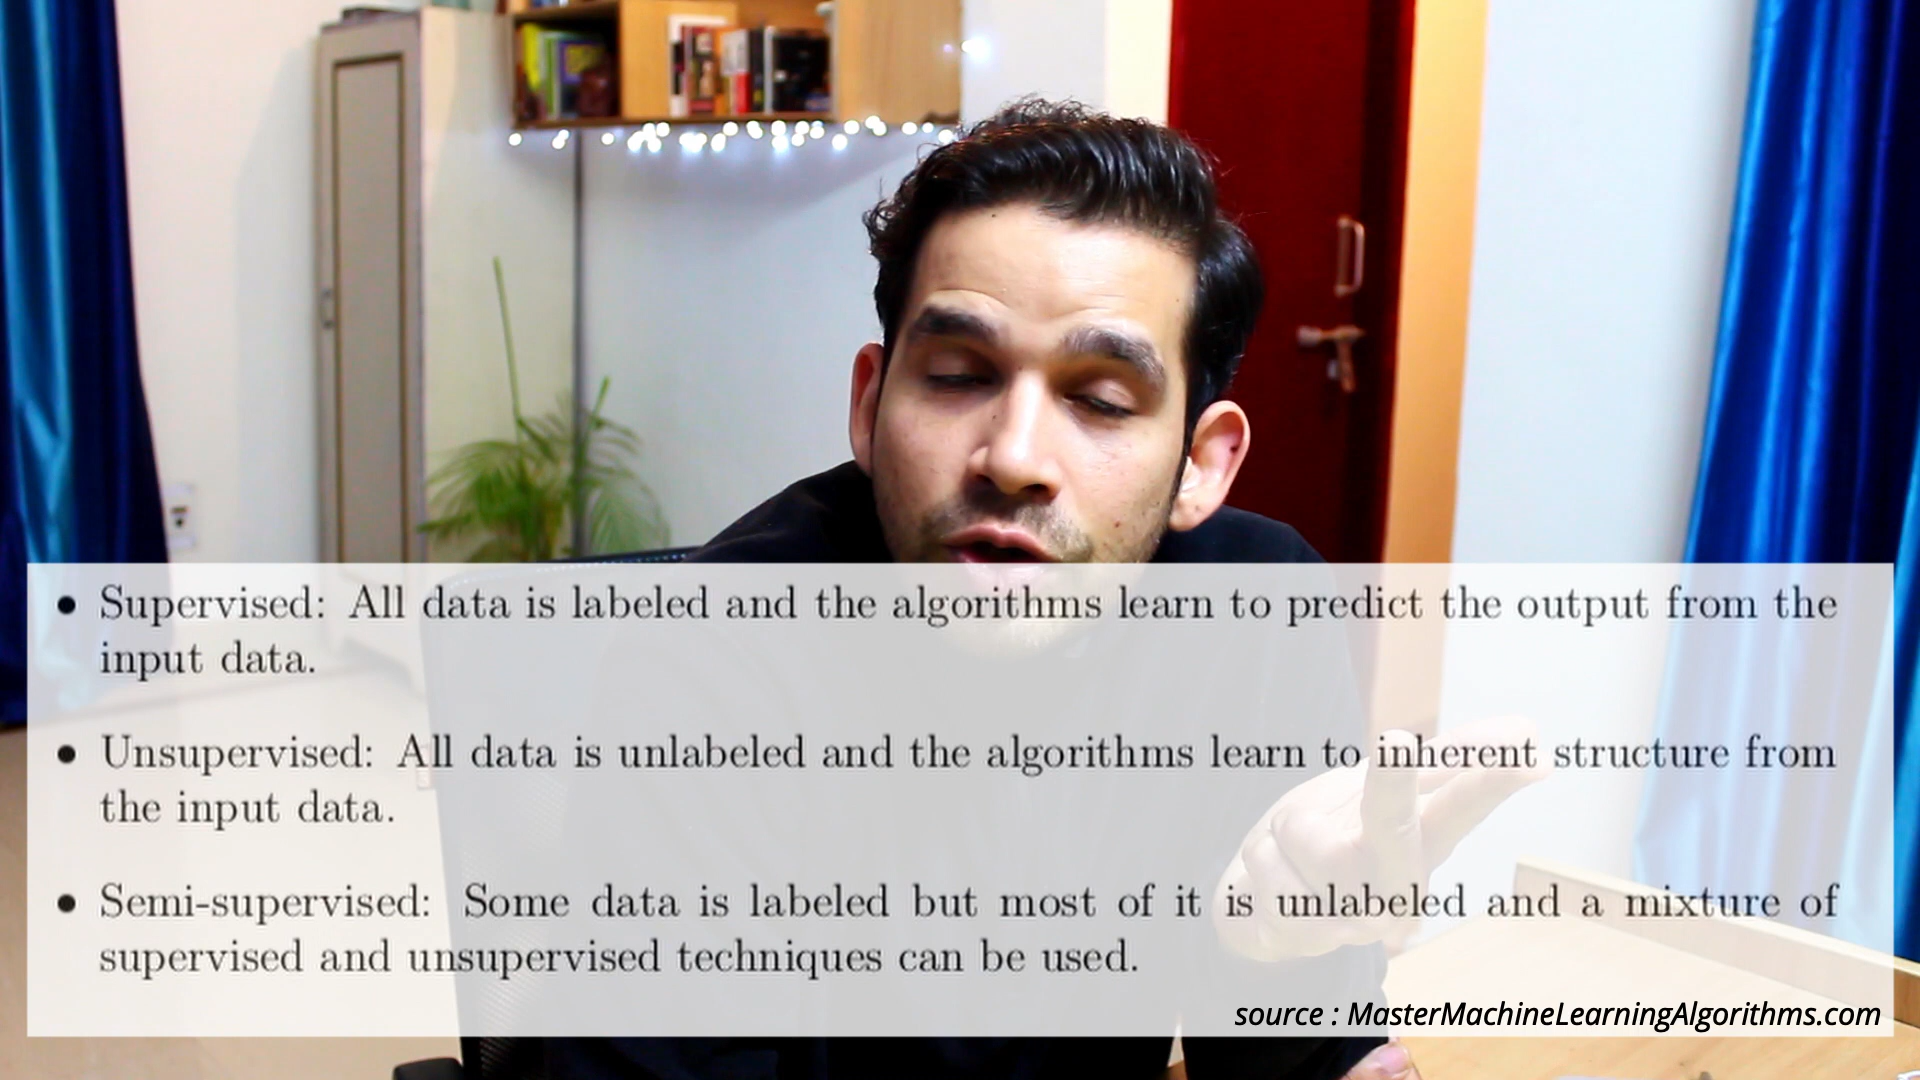 • Supervised: All data is labeled and the algorithms learn to predict the output from the
input data.
• Unsupervised: All data is unlabeled and the algorithms learn to inherent structure from
the input data.
• Semi-supervised: Some data is labeled but most of it is unlabeled and a mixture of
supervised and unsupervised techniques can be used.
source : MasterMachineLearningAlgorithms.com